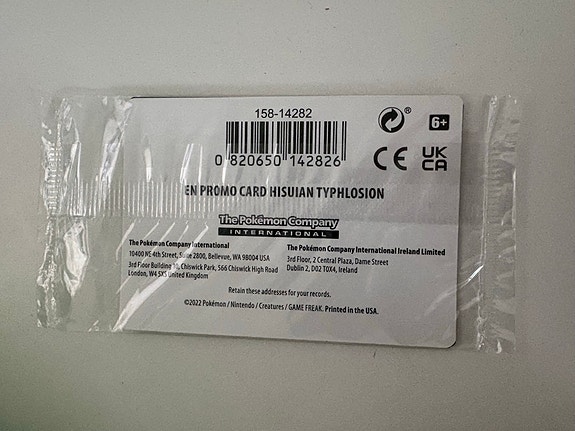 158-14282
0 820650 142826
6+
CE
UK
CA
EN PROMO CARD HISUIAN TYPHLOSION
The Pokémon Company
INTERNATIONAL
The Pokémon Company International
10400 NE 4th Street, Suite 2800, Bellevue, WA 98004 USA
3rd Floor Building 10, Chiswick Park, 566 Chiswick High Road
London, W4 5XS United Kingdom
The Pokémon Company International Ireland Limited
3rd Floor, 2 Central Plaza, Dame Street
Dublin 2, D02 T0X4, Ireland
Retain these addresses for your records.
©2022 Pokémon / Nintendo / Creatures / GAME FREAK. Printed in the USA.